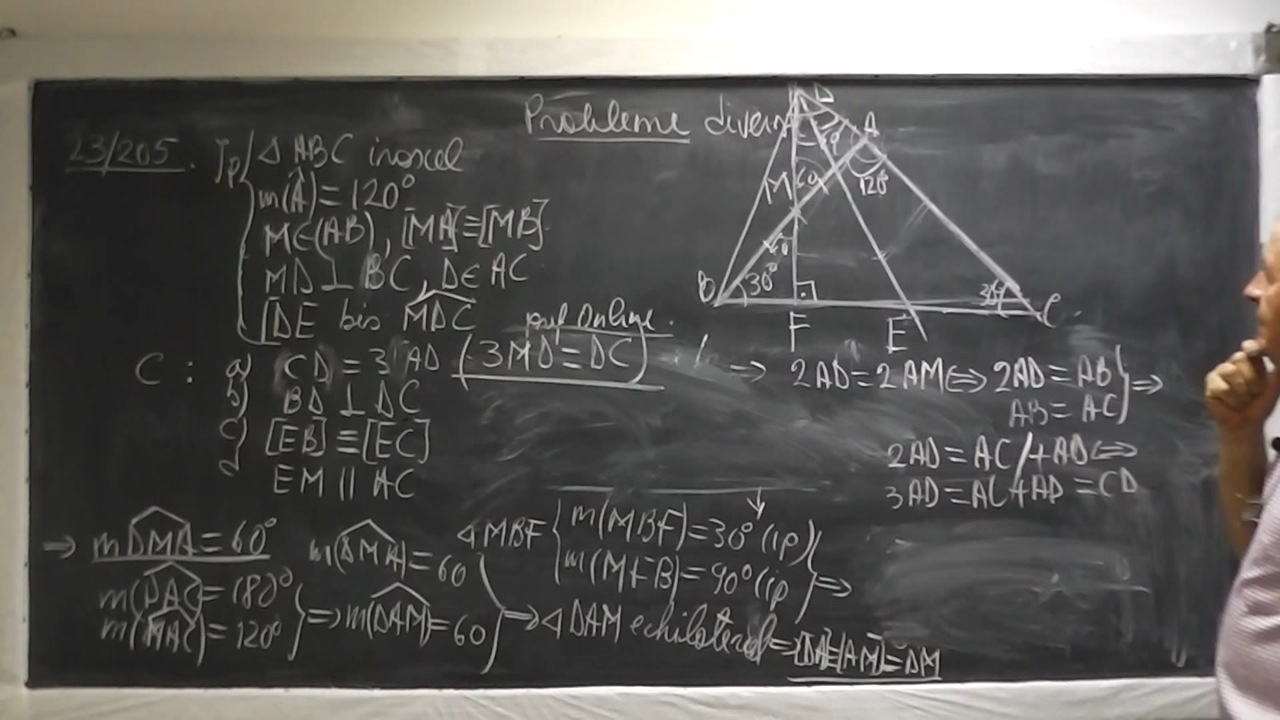 Probleme diverse
23/205. Ip/ Δ ABC isoscel
m(Â) = 120°
M∈(AB), [MA]≡[MB]
MD ⊥ BC, D∈ AC
[DE bis MDC
prof online.
C: a) CD = 3 AD (3MD = DC)
b) BD ⊥ DC
c) [EB] ≡ [EC]
d) EM || AC
D
A
M
60
120°
B
30°
30°
C
F
E
⇒ 2AD = 2AM ⇔ 2AD = AB
AB = AC ⇒
2AD = AC /+AD ⇔
3AD = AC + AD = CD
Δ MBF m(MBF) = 30° (ip)
m(MFB) = 90° (ip ⇒
⇒ m DMA = 60°
m(DMA) = 60
m(DAC) = 180°
m(MAC) = 120° ⇒ m(DAM) = 60 ⇒ Δ DAM echilateral ⇒ [DA]≡[AM]≡DM